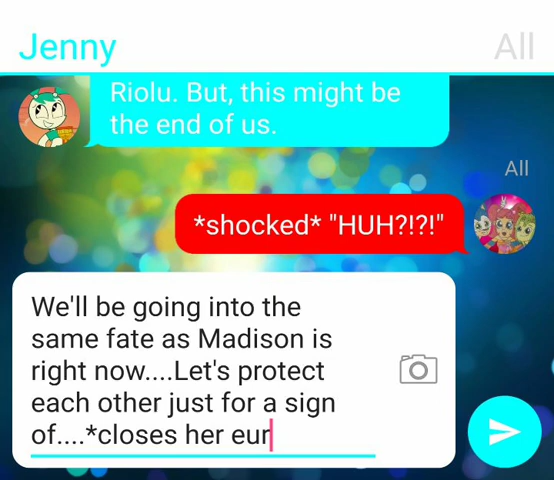 Jenny
All
Riolu. But, this might be
the end of us.
All
*shocked* "HUH?!?!"
We'll be going into the
same fate as Madison is
right now....Let's protect
each other just for a sign
of....*closes her eur